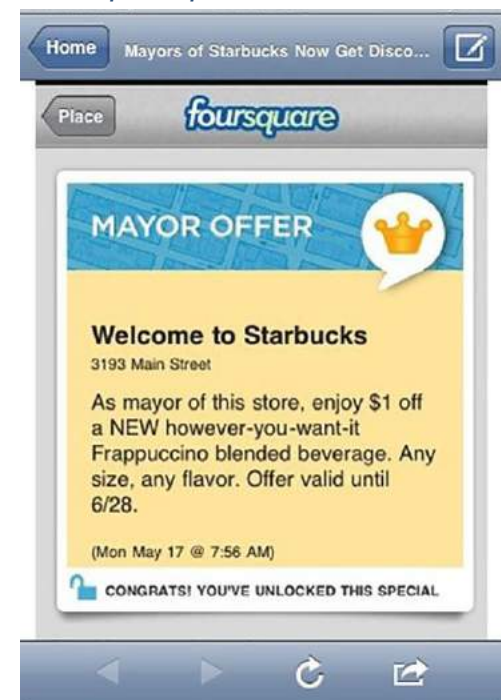 Home
Mayors of Starbucks Now Get Disco...
Place
foursquare
MAYOR OFFER
Welcome to Starbucks
3193 Main Street
As mayor of this store, enjoy $1 off
a NEW however-you-want-it
Frappuccino blended beverage. Any
size, any flavor. Offer valid until
6/28.
(Mon May 17 @ 7:56 AM)
CONGRATS! YOU'VE UNLOCKED THIS SPECIAL